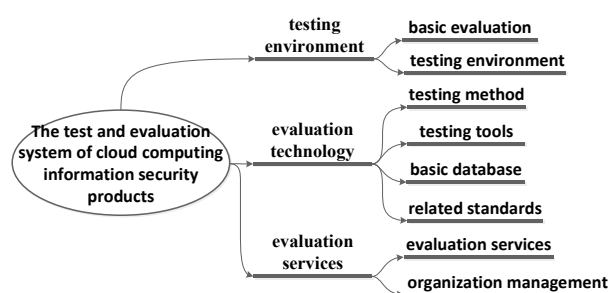 The test and evaluation
system of cloud computing
information security
products
testing
environment
basic evaluation
testing environment
evaluation
technology
testing method
testing tools
basic database
related standards
evaluation
services
evaluation services
organization management